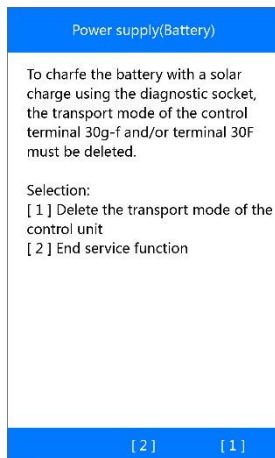 Power supply(Battery)
To charfe the battery with a solar
charge using the diagnostic socket,
the transport mode of the control
terminal 30g-f and/or terminal 30F
must be deleted.
Selection:
[ 1 ] Delete the transport mode of the
control unit
[ 2 ] End service function
[ 2 ] [ 1 ]